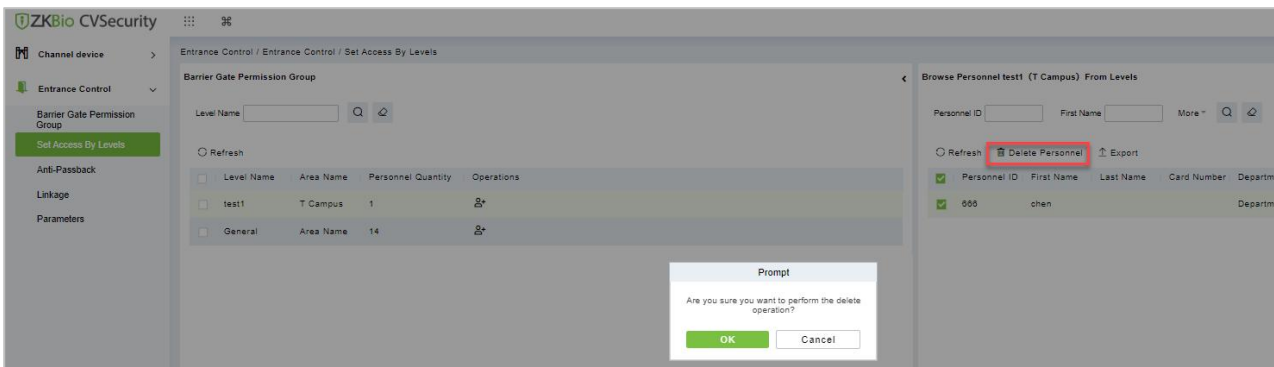 ZKBio CVSecurity
Channel device
Entrance Control
Barrier Gate Permission
Group
Set Access By Levels
Anti-Passback
Linkage
Parameters
Entrance Control / Entrance Control / Set Access By Levels
Barrier Gate Permission Group
Level Name
Refresh
Level Name Area Name Personnel Quantity Operations
test1 T Campus 1
General Area Name 14
Browse Personnel test1 (T Campus) From Levels
Personnel ID First Name More
Refresh Delete Personnel Export
Personnel ID First Name Last Name Card Number Departm
666 chen Departm
Prompt
Are you sure you want to perform the delete
operation?
OK Cancel